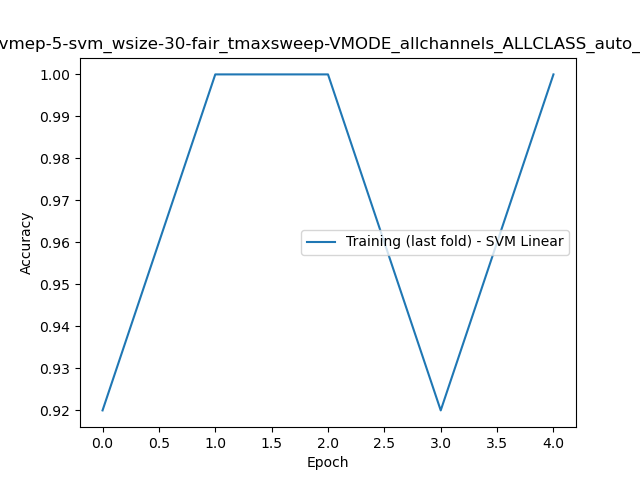 vmep-5-svm_wsize-30-fair_tmaxsweep-VMODE_allchannels_ALLCLASS_auto_
1.00
0.99
0.98
0.97
0.96
0.95
0.94
0.93
0.92
Accuracy
Training (last fold) - SVM Linear
0.0 0.5 1.0 1.5 2.0 2.5 3.0 3.5 4.0
Epoch